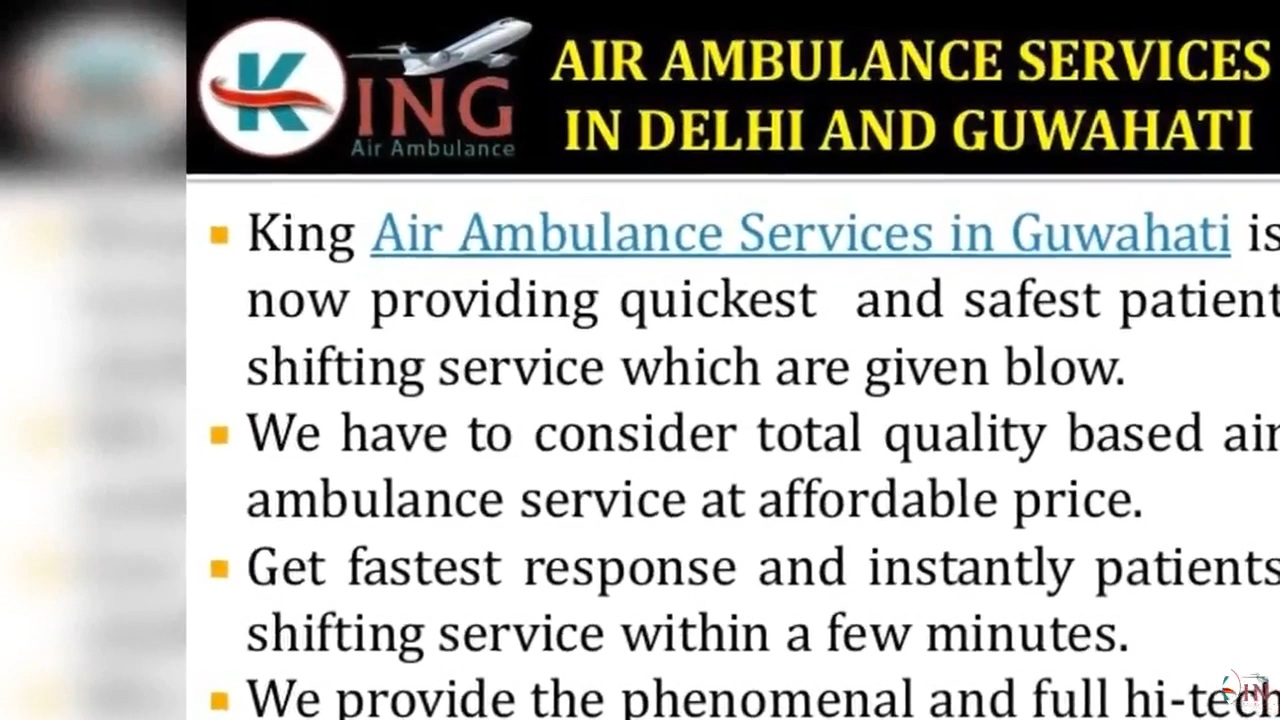 KING
Air Ambulance
AIR AMBULANCE SERVICES
IN DELHI AND GUWAHATI
King Air Ambulance Services in Guwahati is
now providing quickest and safest patient
shifting service which are given blow.
We have to consider total quality based air
ambulance service at affordable price.
Get fastest response and instantly patients
shifting service within a few minutes.
We provide the phenomenal and full hi-tech